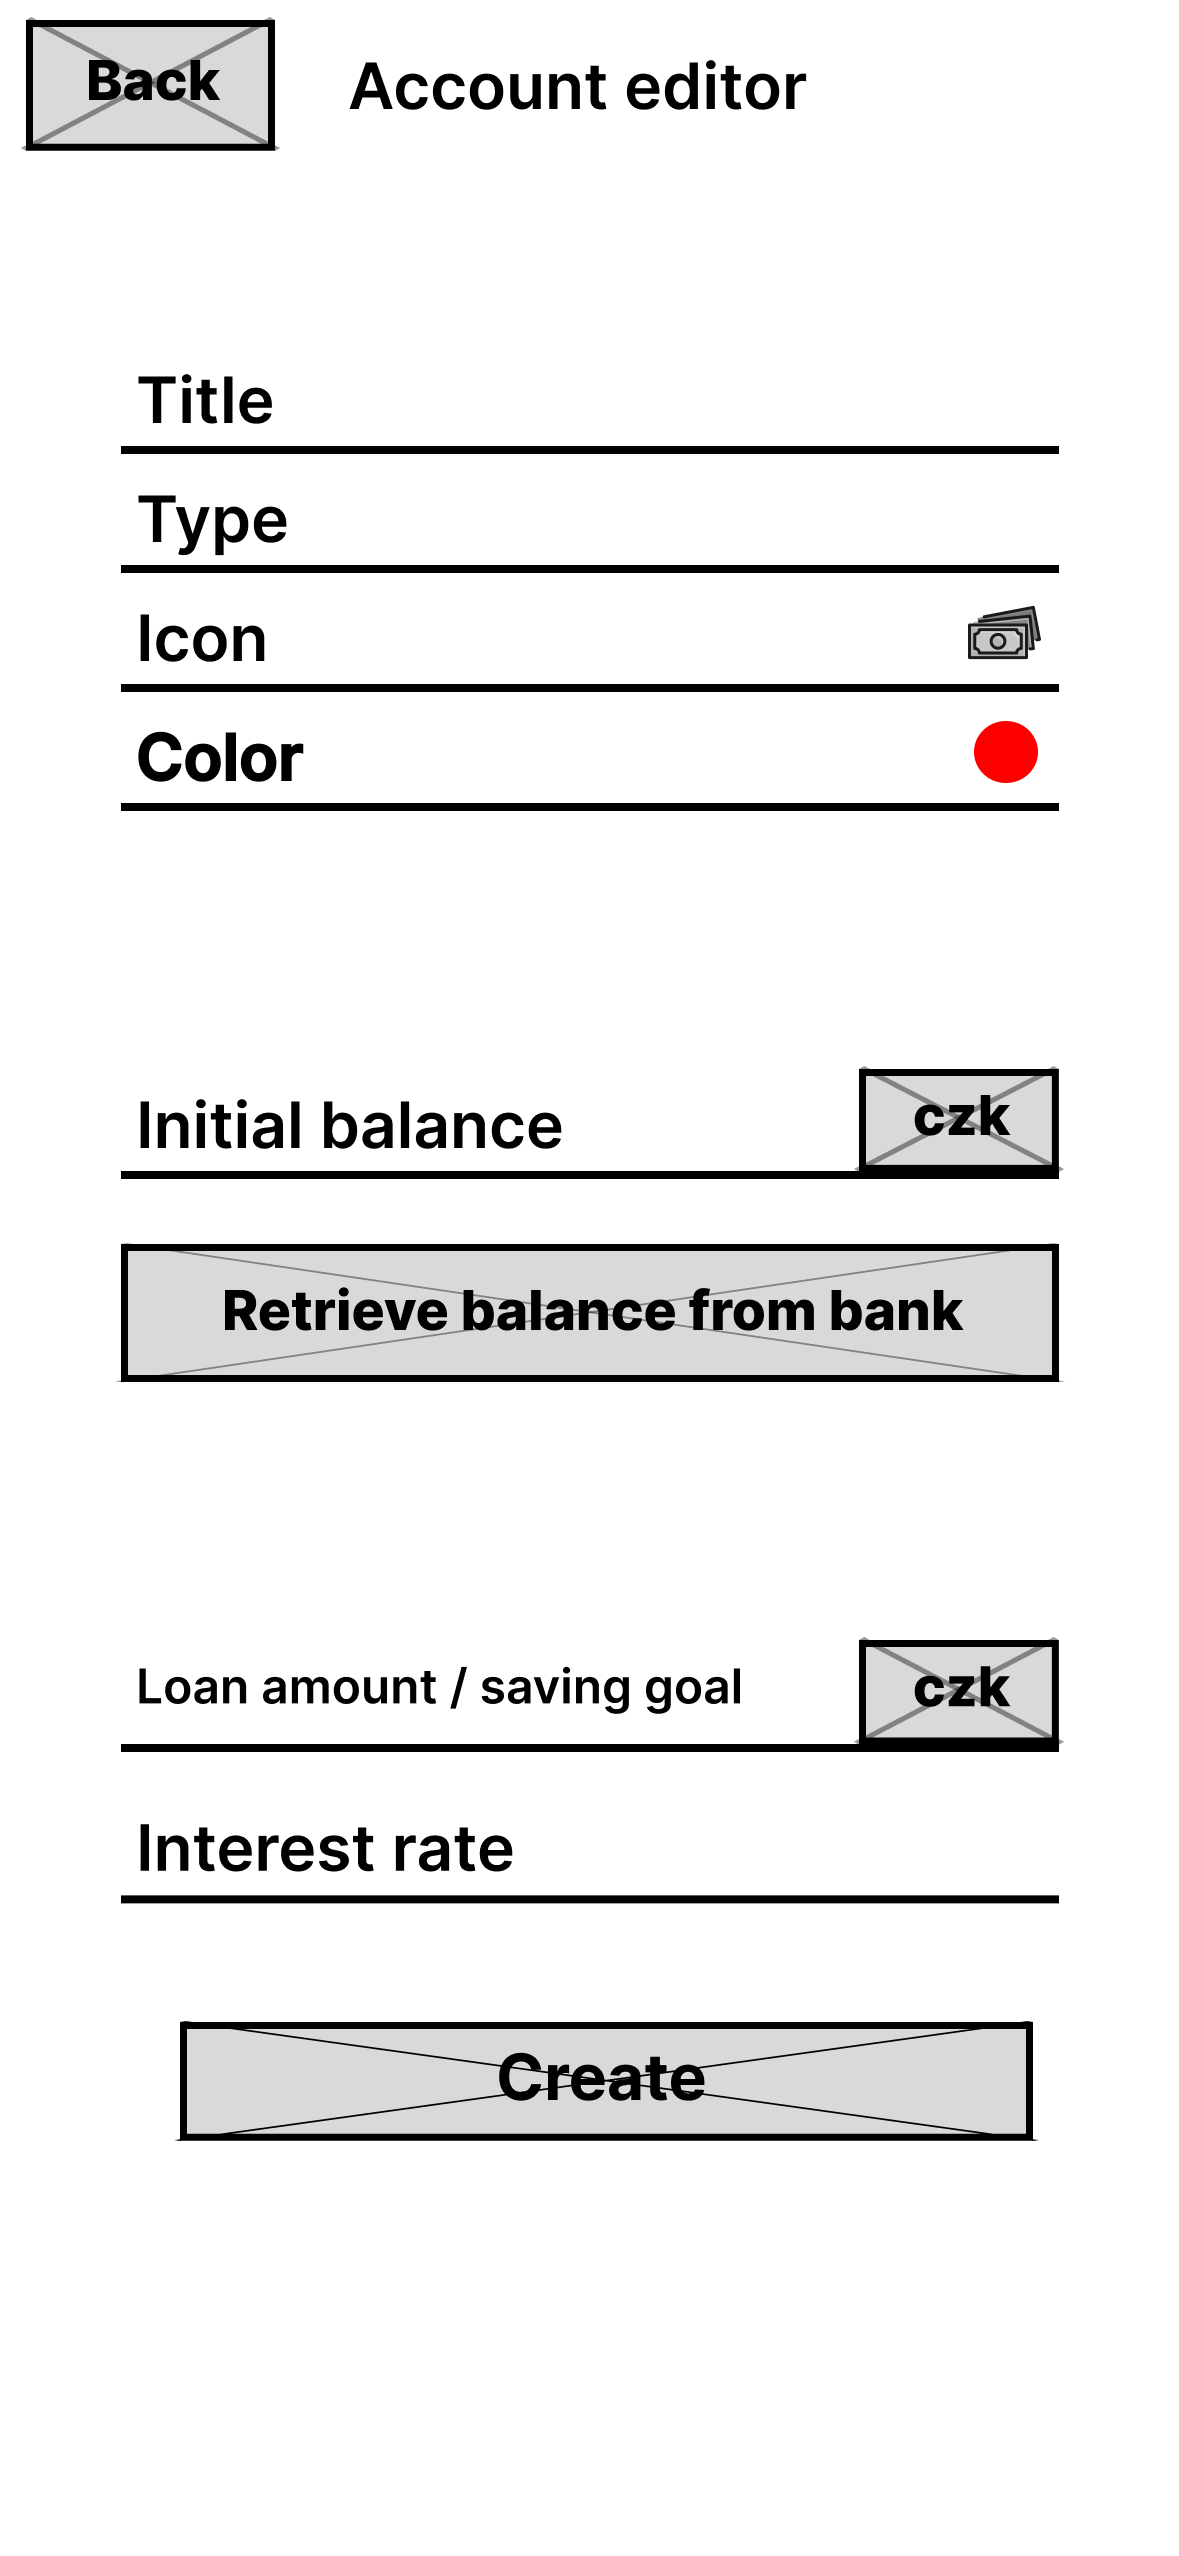 Back
Account editor
Title
Type
Icon
Color
Initial balance
czk
Retrieve balance from bank
Loan amount / saving goal
czk
Interest rate
Create